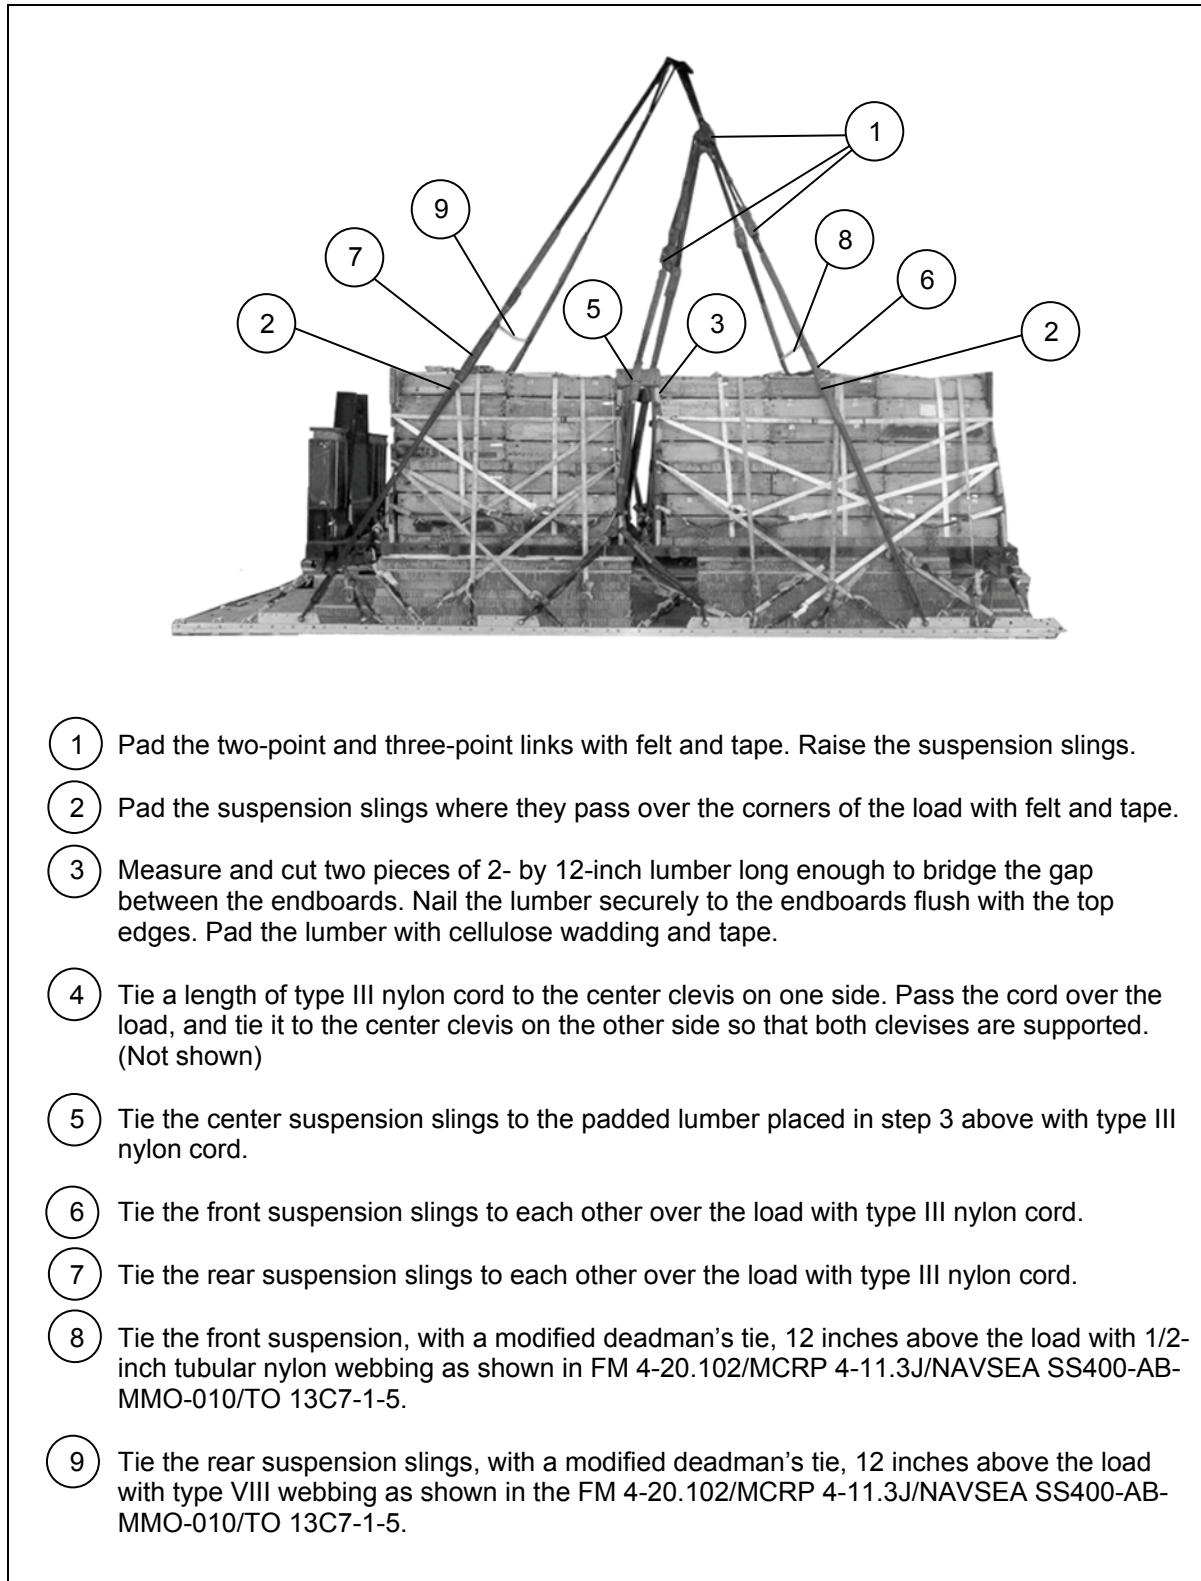 1
9
8
7
6
5
3
2
2
1 Pad the two-point and three-point links with felt and tape. Raise the suspension slings.
2 Pad the suspension slings where they pass over the corners of the load with felt and tape.
3 Measure and cut two pieces of 2- by 12-inch lumber long enough to bridge the gap
between the endboards. Nail the lumber securely to the endboards flush with the top
edges. Pad the lumber with cellulose wadding and tape.
4 Tie a length of type III nylon cord to the center clevis on one side. Pass the cord over the
load, and tie it to the center clevis on the other side so that both clevises are supported.
(Not shown)
5 Tie the center suspension slings to the padded lumber placed in step 3 above with type III
nylon cord.
6 Tie the front suspension slings to each other over the load with type III nylon cord.
7 Tie the rear suspension slings to each other over the load with type III nylon cord.
8 Tie the front suspension, with a modified deadman’s tie, 12 inches above the load with 1/2-
inch tubular nylon webbing as shown in FM 4-20.102/MCRP 4-11.3J/NAVSEA SS400-AB-
MMO-010/TO 13C7-1-5.
9 Tie the rear suspension slings, with a modified deadman’s tie, 12 inches above the load
with type VIII webbing as shown in the FM 4-20.102/MCRP 4-11.3J/NAVSEA SS400-AB-
MMO-010/TO 13C7-1-5.